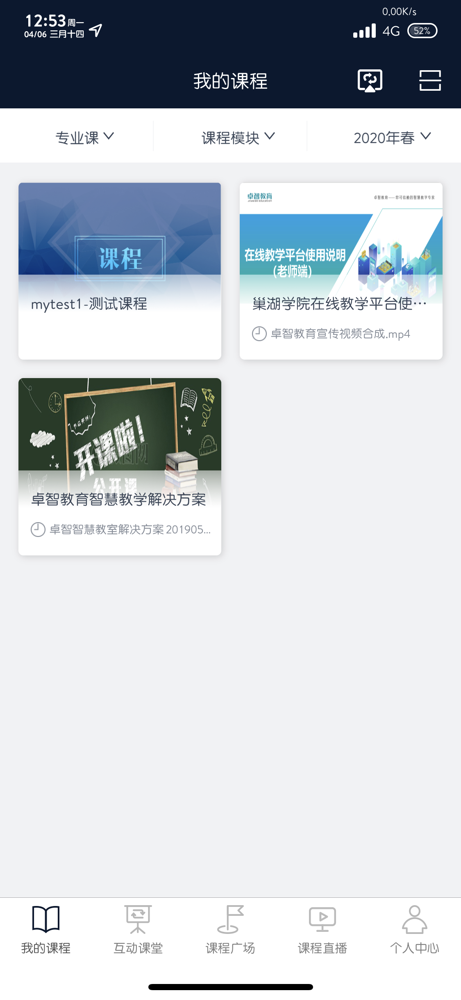 0.00K/s
12:53 周一
04/06 三月十四
4G 52%
我的课程
专业课
课程模块
2020年春
课程
mytest1-测试课程
卓智教育
Joywise education
卓智教育——您可信赖的智慧教学专家
在线教学平台使用说明
(老师端)
巢湖学院在线教学平台使···
卓智教育宣传视频合成.mp4
节后开课!
开课啦!
公开课
卓智教育智慧教学解决方案
卓智智慧教室解决方案 201905...
我的课程
互动课堂
课程广场
课程直播
个人中心